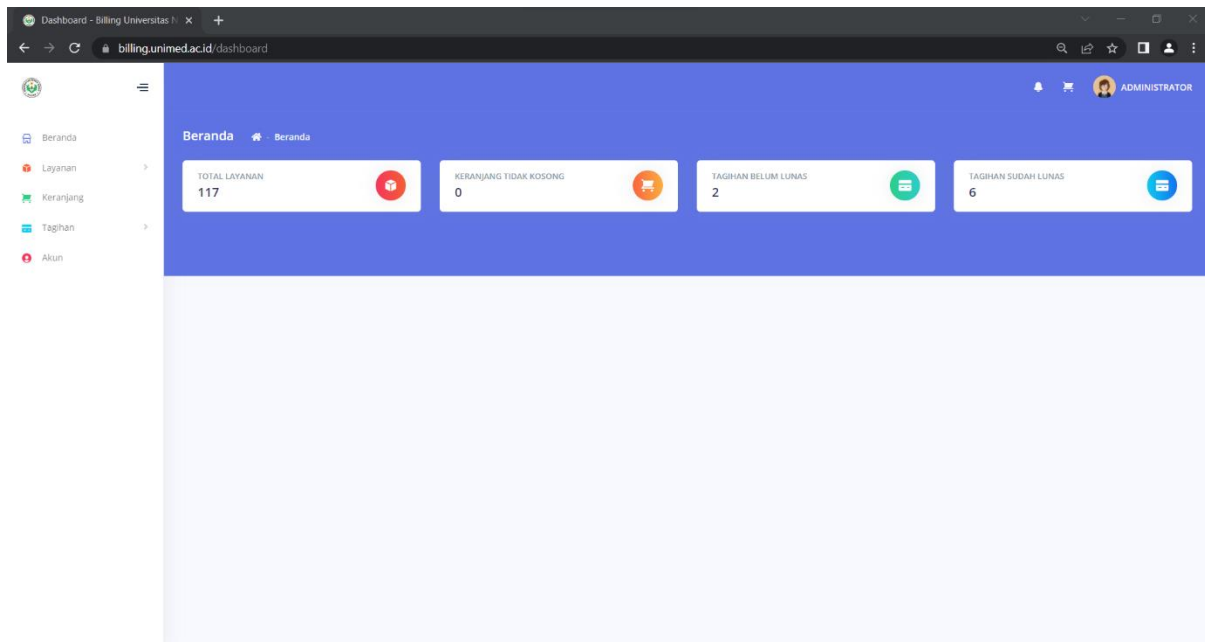 Dashboard - Billing Universitas N
billing.unimed.ac.id/dashboard
ADMINISTRATOR
Beranda
Layanan
Keranjang
Tagihan
Akun
Beranda - Beranda
TOTAL LAYANAN
117
KERANJANG TIDAK KOSONG
0
TAGIHAN BELUM LUNAS
2
TAGIHAN SUDAH LUNAS
6